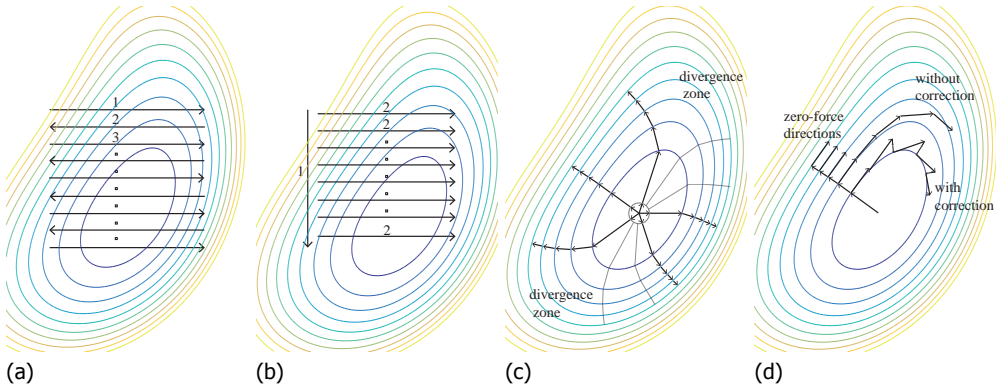 1
2
3
(a)
2
2
1
2
(b)
divergence
zone
divergence
zone
(c)
without
correction
zero-force
directions
with
correction
(d)